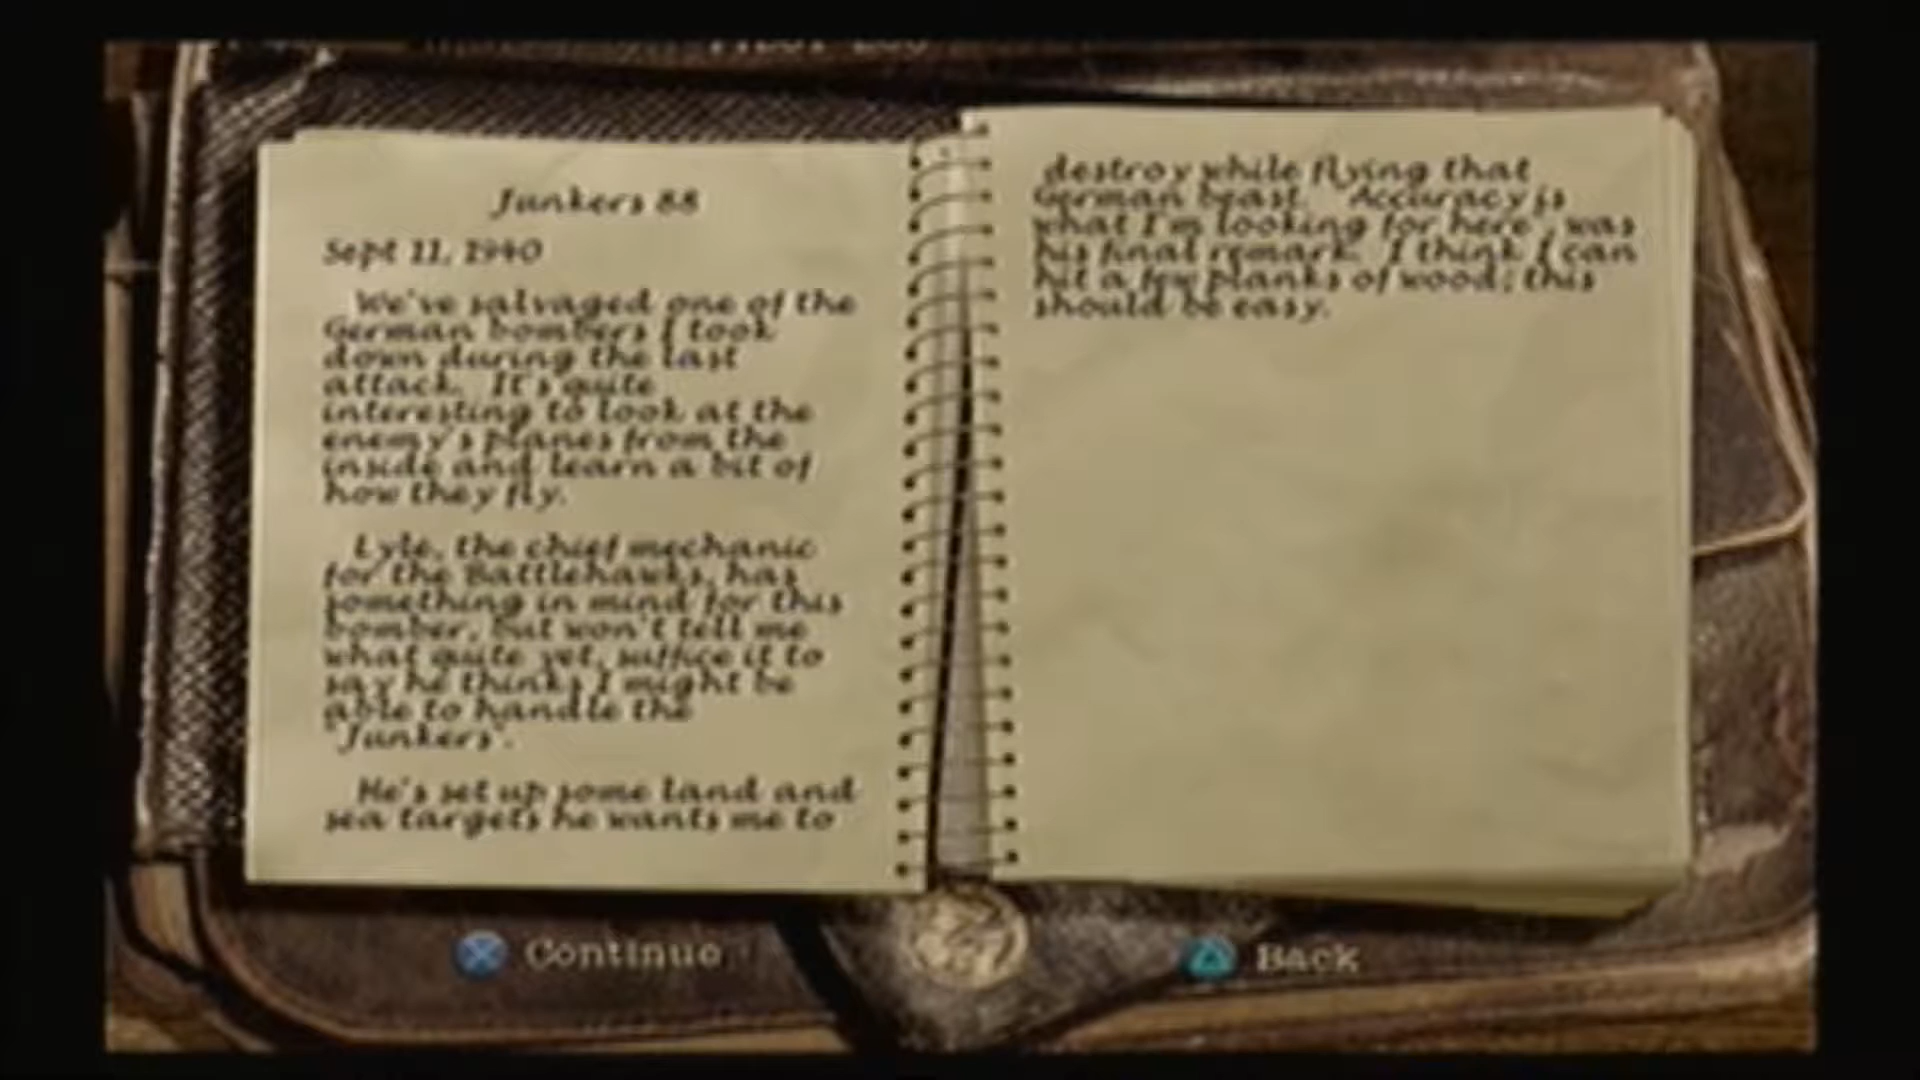 PILOT LOG
Junkers 88
Sept 11, 1940
We've salvaged one of the
German bombers I took
down during the last
attack. It's quite
interesting to look at the
enemy's planes from the
inside and learn a bit of
how they fly.
Lyle, the chief mechanic
for the Battlehawks, has
something in mind for this
bomber, but won't tell me
what quite yet, suffice it to
say he thinks I might be
able to handle the
"Junkers".
He's set up some land and
sea targets he wants me to
destroy while flying that
German beast. "Accuracy is
what I'm looking for here" was
his final remark. I think I can
hit a few planks of wood; this
should be easy.
Continue
Back